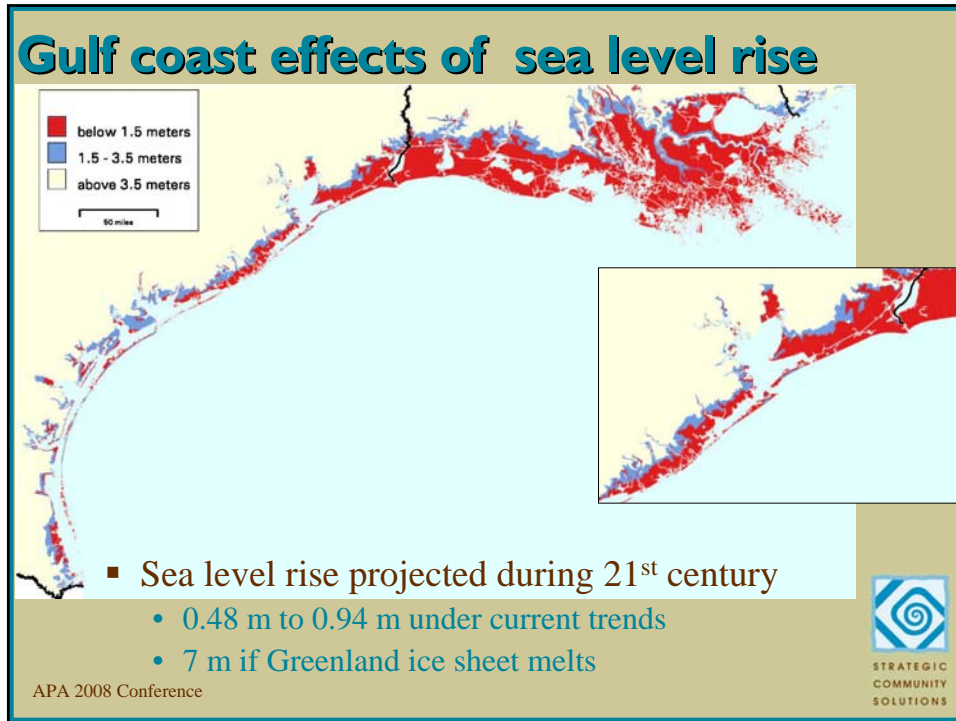 Gulf coast effects of sea level rise
below 1.5 meters
1.5 - 3.5 meters
above 3.5 meters
50 miles
▪ Sea level rise projected during 21st century
• 0.48 m to 0.94 m under current trends
• 7 m if Greenland ice sheet melts
APA 2008 Conference
STRATEGIC
COMMUNITY
SOLUTIONS